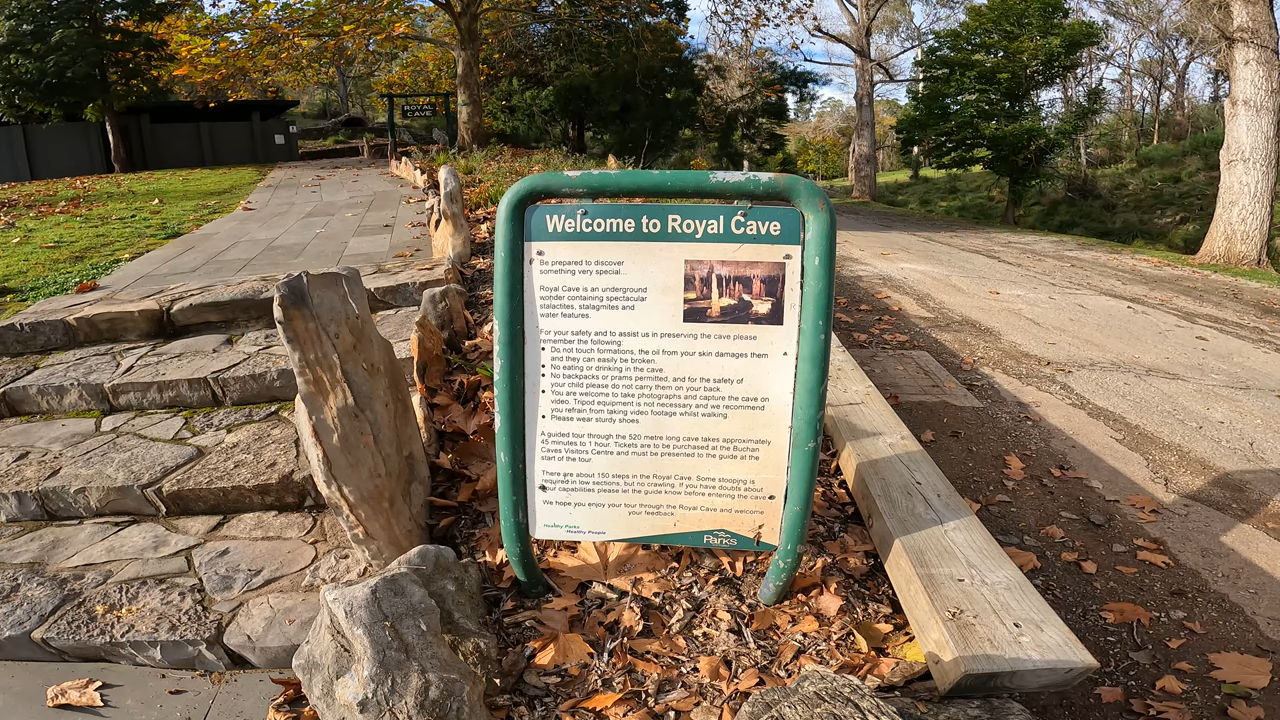 ROYAL
CAVE
Welcome to Royal Cave
Be prepared to discover
something very special...
Royal Cave is an underground
wonder containing spectacular
stalactites, stalagmites and
water features.
For your safety and to assist us in preserving the cave please
remember the following:
• Do not touch formations, the oil from your skin damages them
and they can easily be broken.
• No eating or drinking in the cave.
• No backpacks or prams permitted, and for the safety of
your child please do not carry them on your back.
• You are welcome to take photographs and capture the cave on
video. Tripod equipment is not necessary and we recommend
you refrain from taking video footage whilst walking.
• Please wear sturdy shoes.
A guided tour through the 520 metre long cave takes approximately
45 minutes to 1 hour. Tickets are to be purchased at the Buchan
Caves Visitors Centre and must be presented to the guide at the
start of the tour.
There are about 150 steps in the Royal Cave. Some stooping is
required in low sections, but no crawling. If you have doubts about
your capabilities please let the guide know before entering the cave
We hope you enjoy your tour through the Royal Cave and welcome
your feedback.
Healthy Parks
Healthy People
Parks